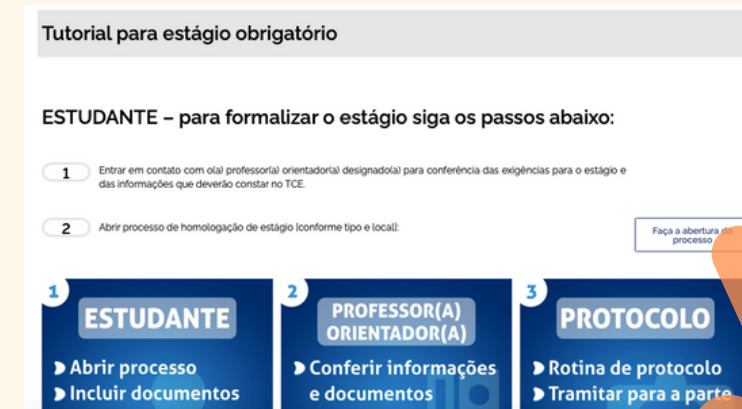 Tutorial para estágio obrigatório
ESTUDANTE – para formalizar o estágio siga os passos abaixo:
1 Entrar em contato com o(a) professor(a) orientador(a) designado(a) para conferência das exigências para o estágio e
das informações que deverão constar no TCE.
2 Abrir processo de homologação de estágio (conforme tipo e local):
Faça a abertura do
processo
1
ESTUDANTE
Abrir processo
Incluir documentos
2
PROFESSOR(A)
ORIENTADOR(A)
Conferir informações
e documentos
3
PROTOCOLO
Rotina de protocolo
Tramitar para a parte